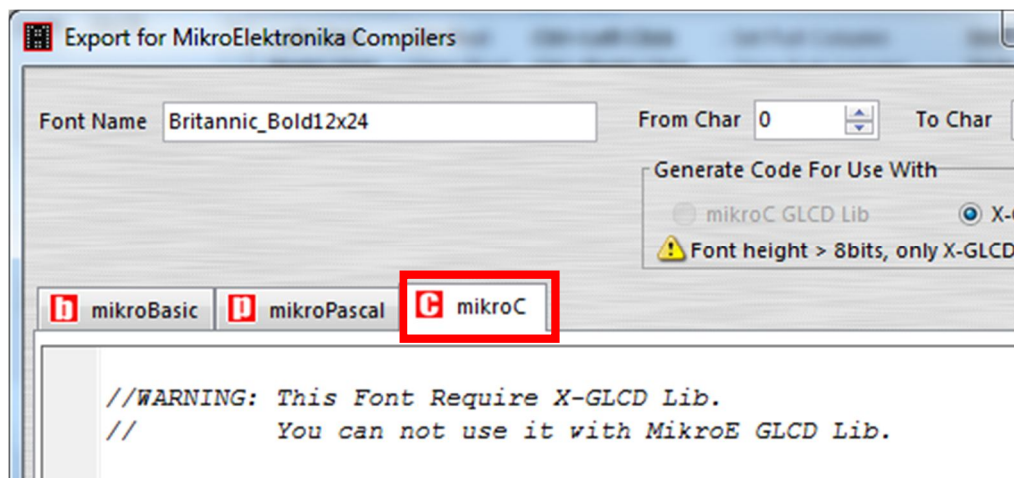 Export for MikroElektronika Compilers
Font Name Britannic_Bold12x24 From Char 0 To Char
Generate Code For Use With
mikroC GLCD Lib X-
Font height > 8bits, only X-GLCD
mikroBasic mikroPascal mikroC
//WARNING: This Font Require X-GLCD Lib.
// You can not use it with MikroE GLCD Lib.